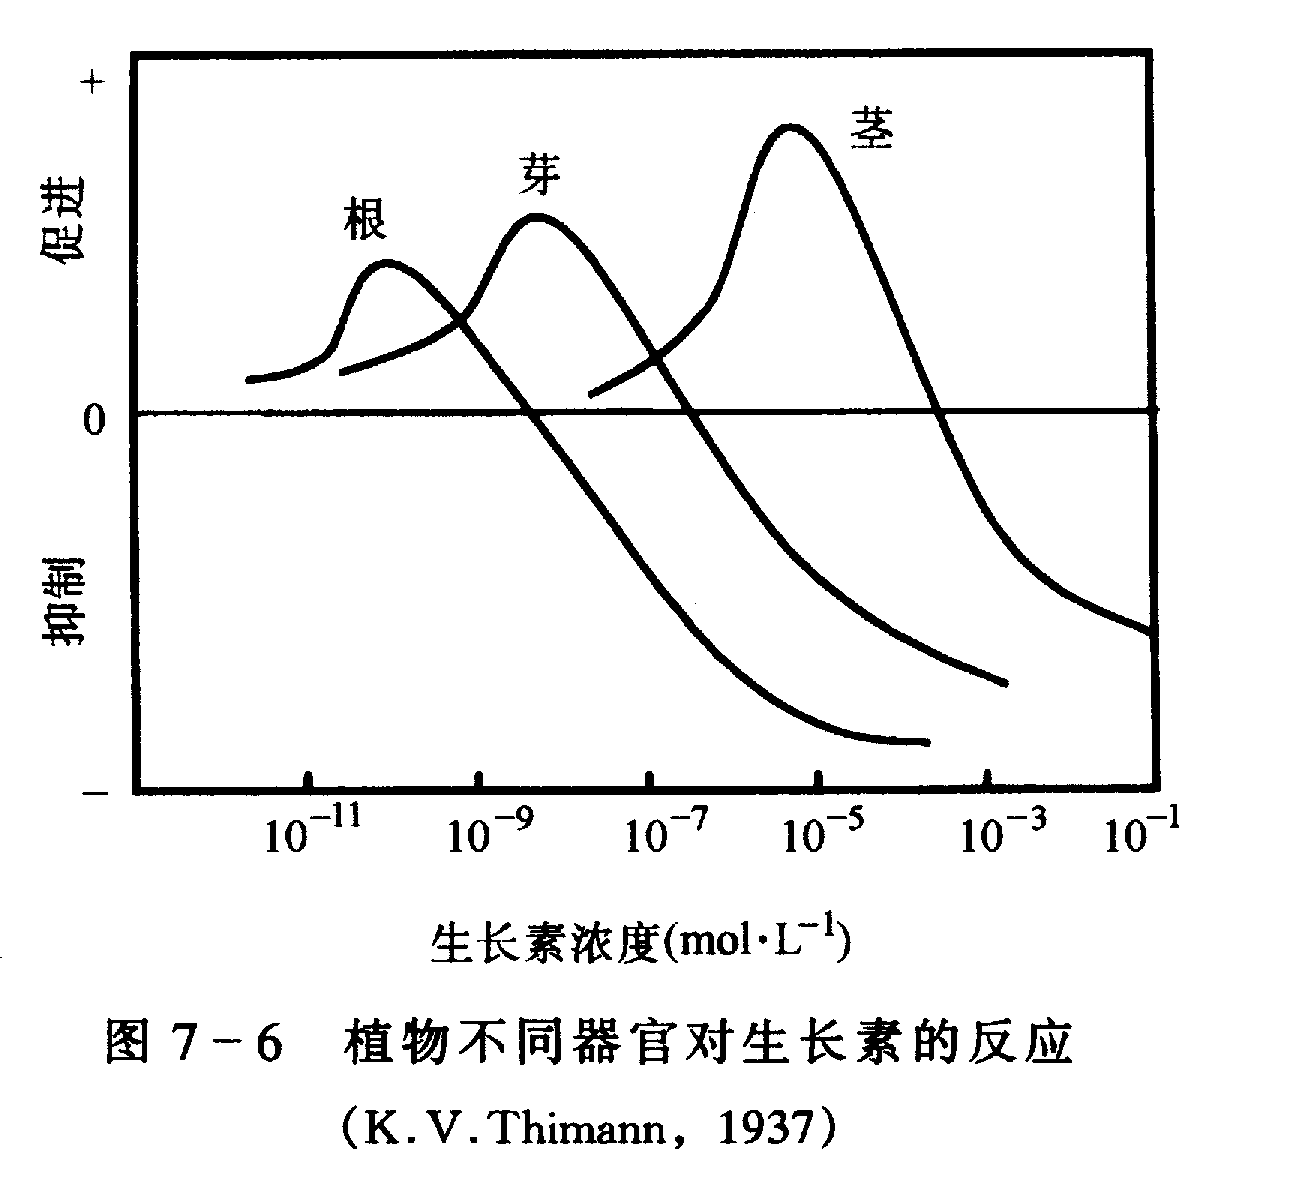 +
促进
根
芽
茎
0
抑制
−
10⁻¹¹ 10⁻⁹ 10⁻⁷ 10⁻⁵ 10⁻³ 10⁻¹
生长素浓度(mol·L⁻¹)
图 7-6 植物不同器官对生长素的反应
(K.V.Thimann, 1937)